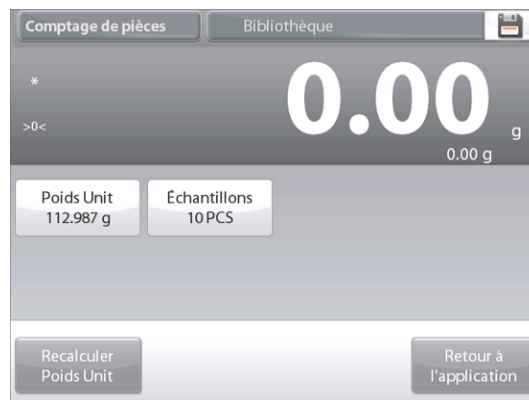 Comptage de pièces
Bibliothèque
*
0.00
>0<
g
0.00 g
Poids Unit
112.987 g
Échantillons
10 PCS
Recalculer
Poids Unit
Retour à
l'application